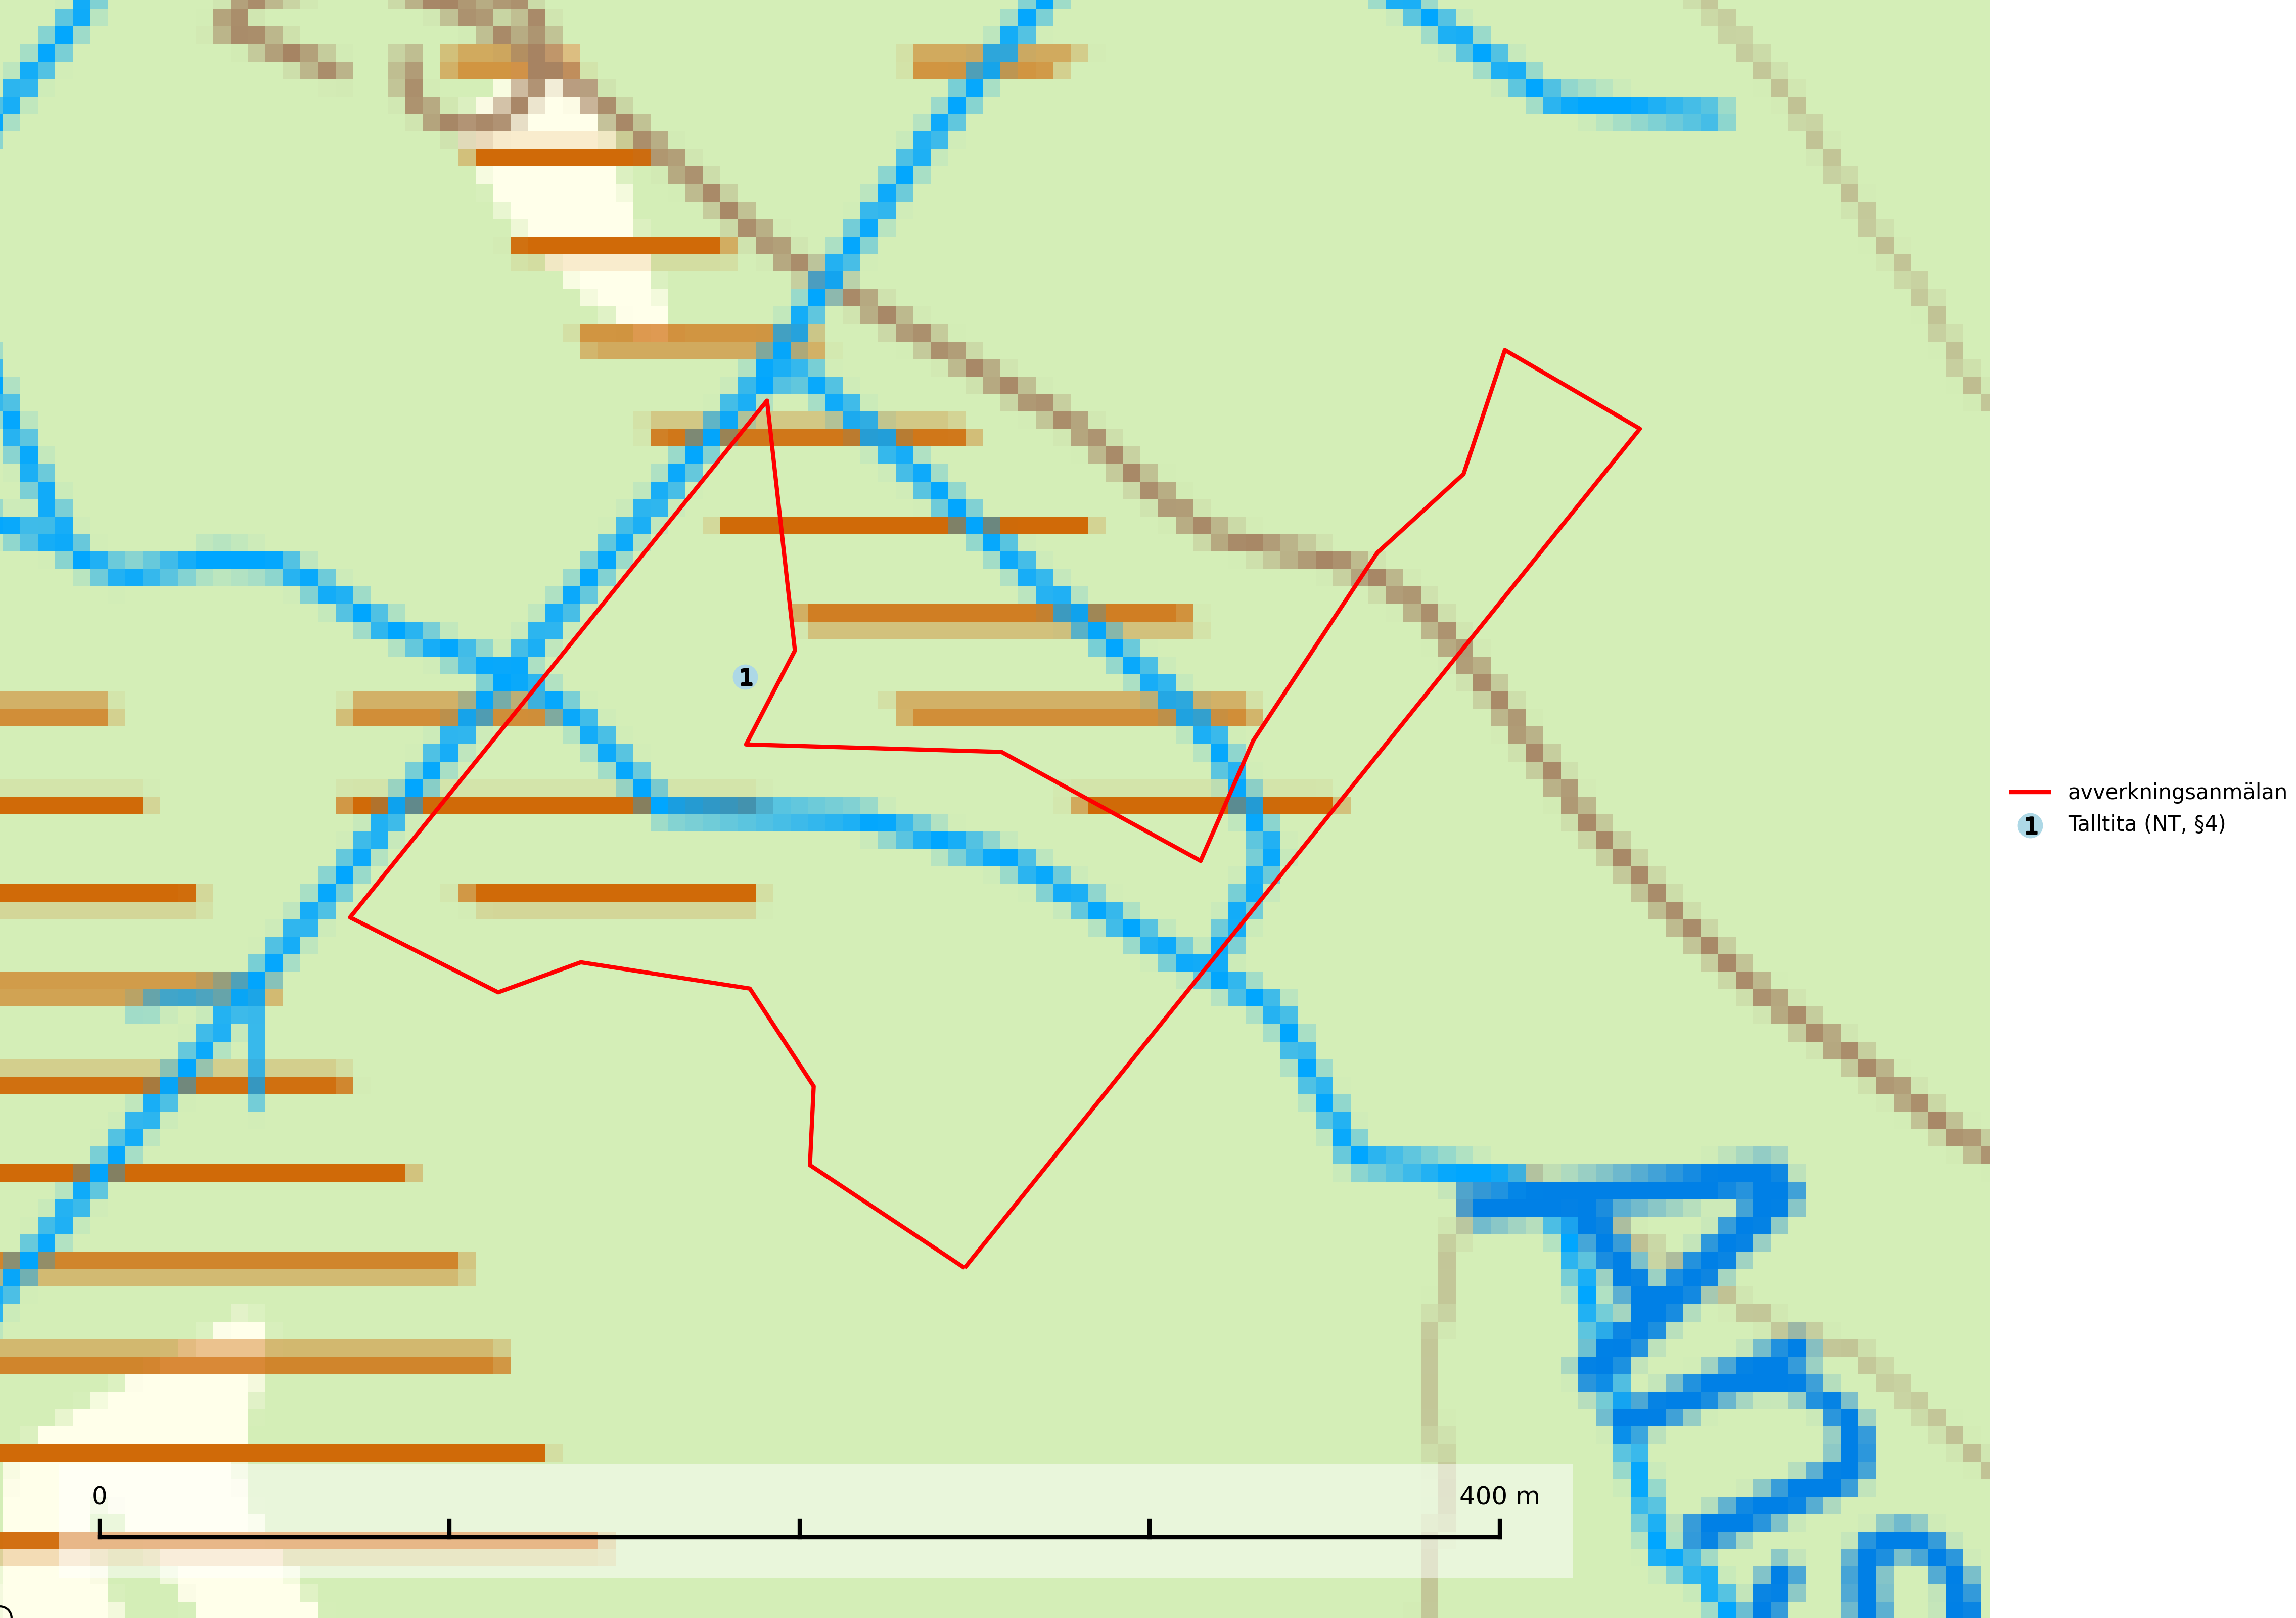 1
avverkningsanmälan
1 Talltita (NT, §4)
0 400 m